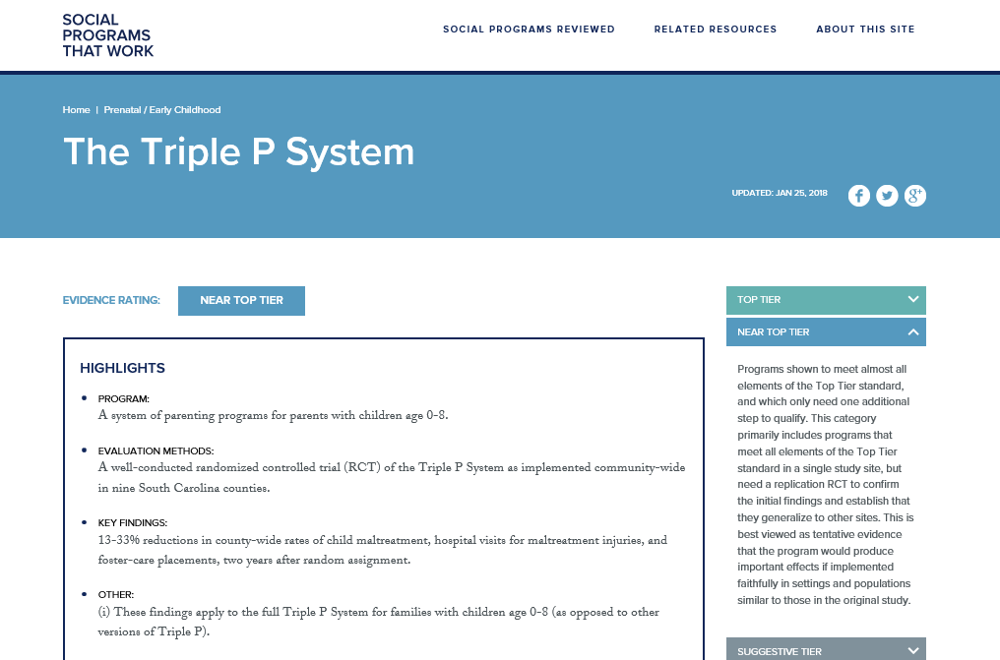 SOCIAL
PROGRAMS
THAT WORK
SOCIAL PROGRAMS REVIEWED
RELATED RESOURCES
ABOUT THIS SITE
Home | Prenatal / Early Childhood
The Triple P System
UPDATED: JAN 25, 2018
EVIDENCE RATING:
NEAR TOP TIER
HIGHLIGHTS
• PROGRAM:
A system of parenting programs for parents with children age 0-8.
• EVALUATION METHODS:
A well-conducted randomized controlled trial (RCT) of the Triple P System as implemented community-wide
in nine South Carolina counties.
• KEY FINDINGS:
13-33% reductions in county-wide rates of child maltreatment, hospital visits for maltreatment injuries, and
foster-care placements, two years after random assignment.
• OTHER:
(i) These findings apply to the full Triple P System for families with children age 0-8 (as opposed to other
versions of Triple P).
TOP TIER
NEAR TOP TIER
Programs shown to meet almost all
elements of the Top Tier standard,
and which only need one additional
step to qualify. This category
primarily includes programs that
meet all elements of the Top Tier
standard in a single study site, but
need a replication RCT to confirm
the initial findings and establish that
they generalize to other sites. This is
best viewed as tentative evidence
that the program would produce
important effects if implemented
faithfully in settings and populations
similar to those in the original study.
SUGGESTIVE TIER